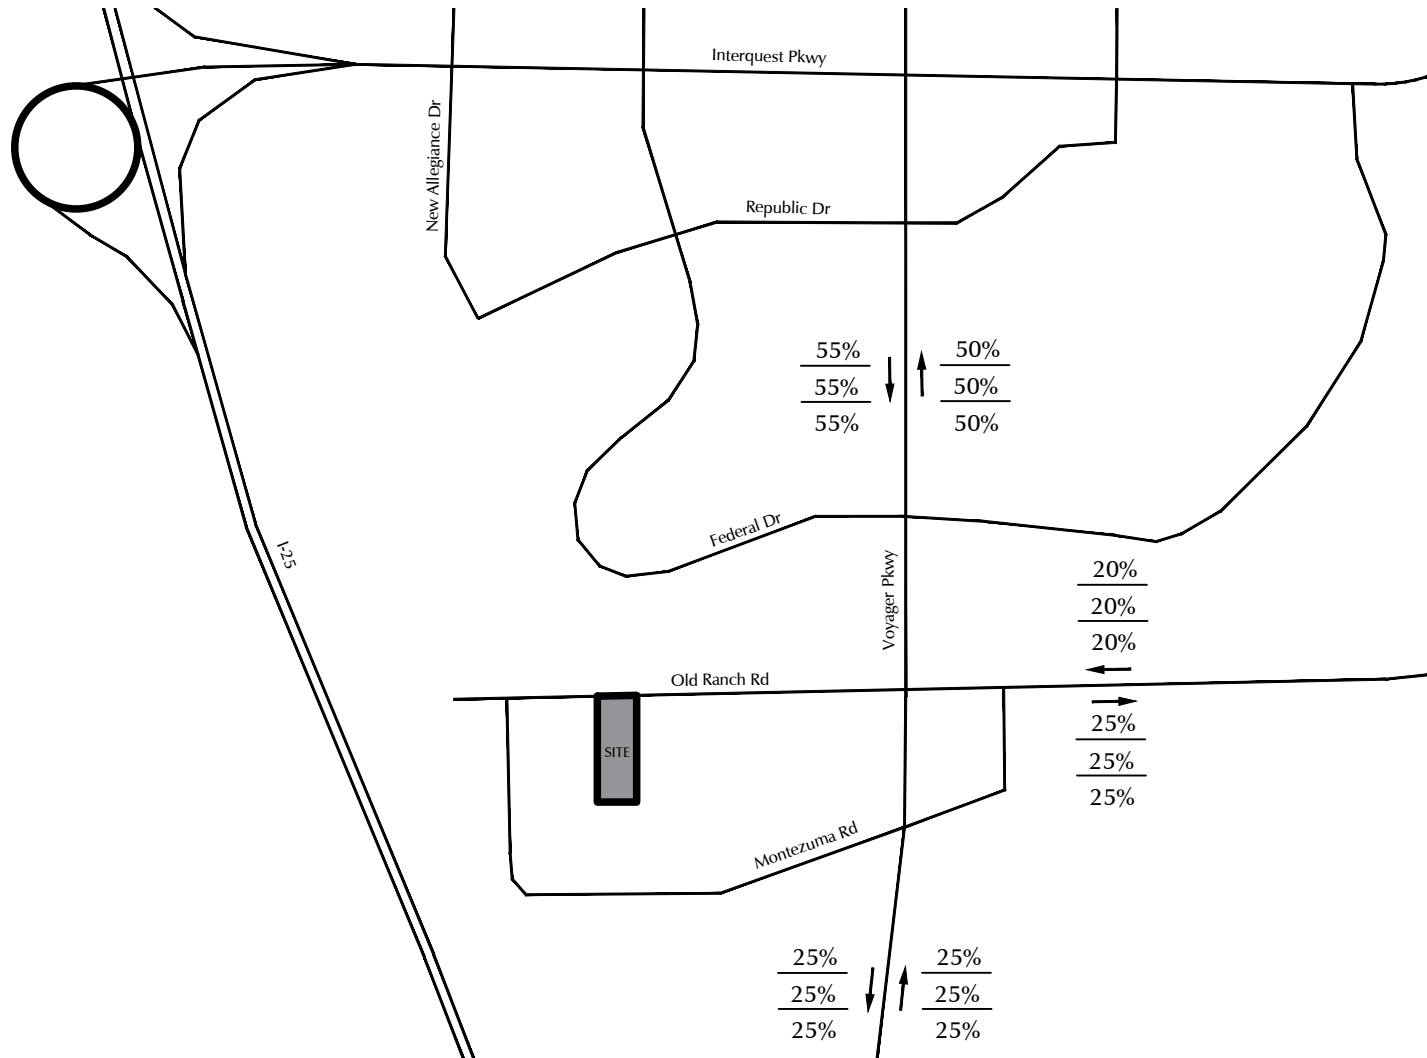 Interquest Pkwy
New Allegiance Dr
Republic Dr
55%
55%
55%
50%
50%
50%
Federal Dr
I-25
Voyager Pkwy
20%
20%
20%
Old Ranch Rd
25%
25%
25%
SITE
Montezuma Rd
25%
25%
25%
25%
25%
25%